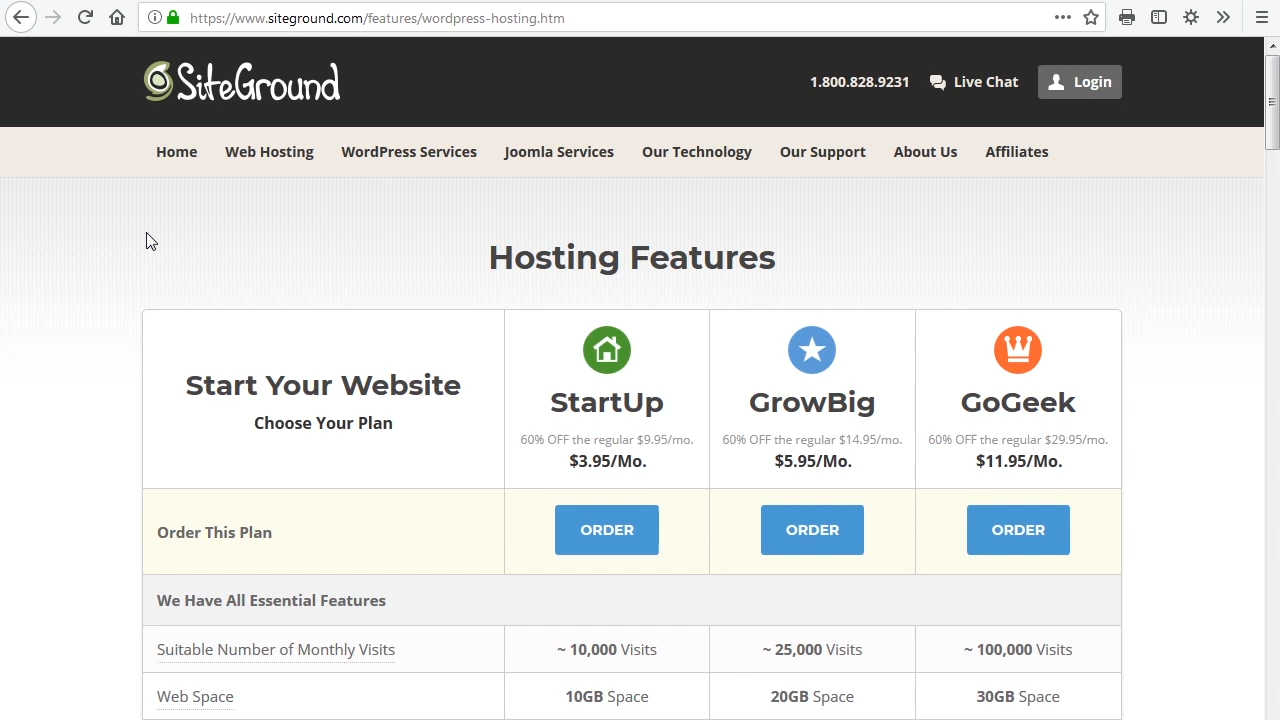 https://www.siteground.com/features/wordpress-hosting.htm
SiteGround
1.800.828.9231 Live Chat Login
Home Web Hosting WordPress Services Joomla Services Our Technology Our Support About Us Affiliates
Hosting Features
Start Your Website
Choose Your Plan
StartUp
60% OFF the regular $9.95/mo.
$3.95/Mo.
GrowBig
60% OFF the regular $14.95/mo.
$5.95/Mo.
GoGeek
60% OFF the regular $29.95/mo.
$11.95/Mo.
Order This Plan ORDER ORDER ORDER
We Have All Essential Features
Suitable Number of Monthly Visits ~ 10,000 Visits ~ 25,000 Visits ~ 100,000 Visits
Web Space 10GB Space 20GB Space 30GB Space